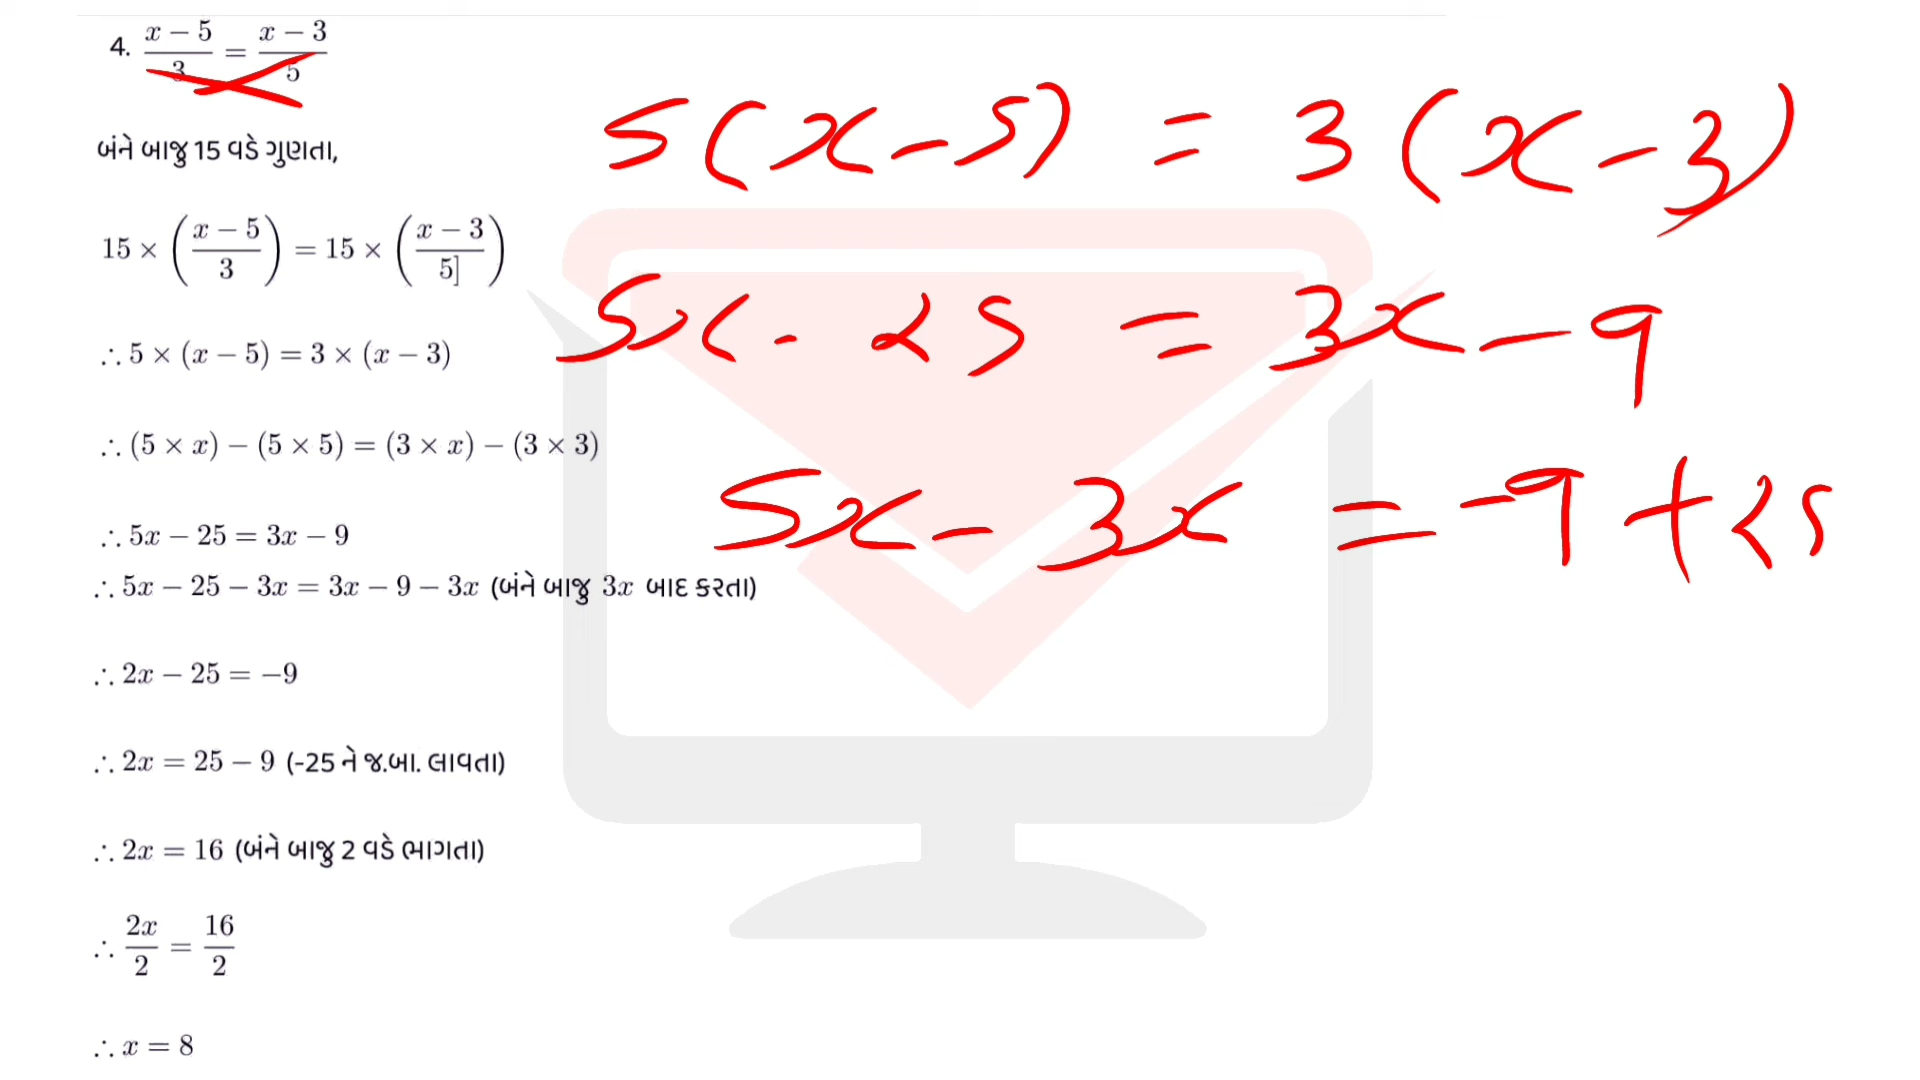 4. (x − 5)/3 = (x − 3)/5
બંને બાજુ 15 વડે ગુણતા,
15 × ((x − 5)/3) = 15 × ((x − 3)/5])
∴ 5 × (x − 5) = 3 × (x − 3)
∴ (5 × x) − (5 × 5) = (3 × x) − (3 × 3)
∴ 5x − 25 = 3x − 9
∴ 5x − 25 − 3x = 3x − 9 − 3x (બંને બાજુ 3x બાદ કરતા)
∴ 2x − 25 = −9
∴ 2x = 25 − 9 (-25 ને જ.બા. લાવતા)
∴ 2x = 16 (બંને બાજુ 2 વડે ભાગતા)
∴ 2x/2 = 16/2
∴ x = 8
5(x − 5) = 3(x − 3)
5x - 25 = 3x − 9
5x − 3x = −9 + 25